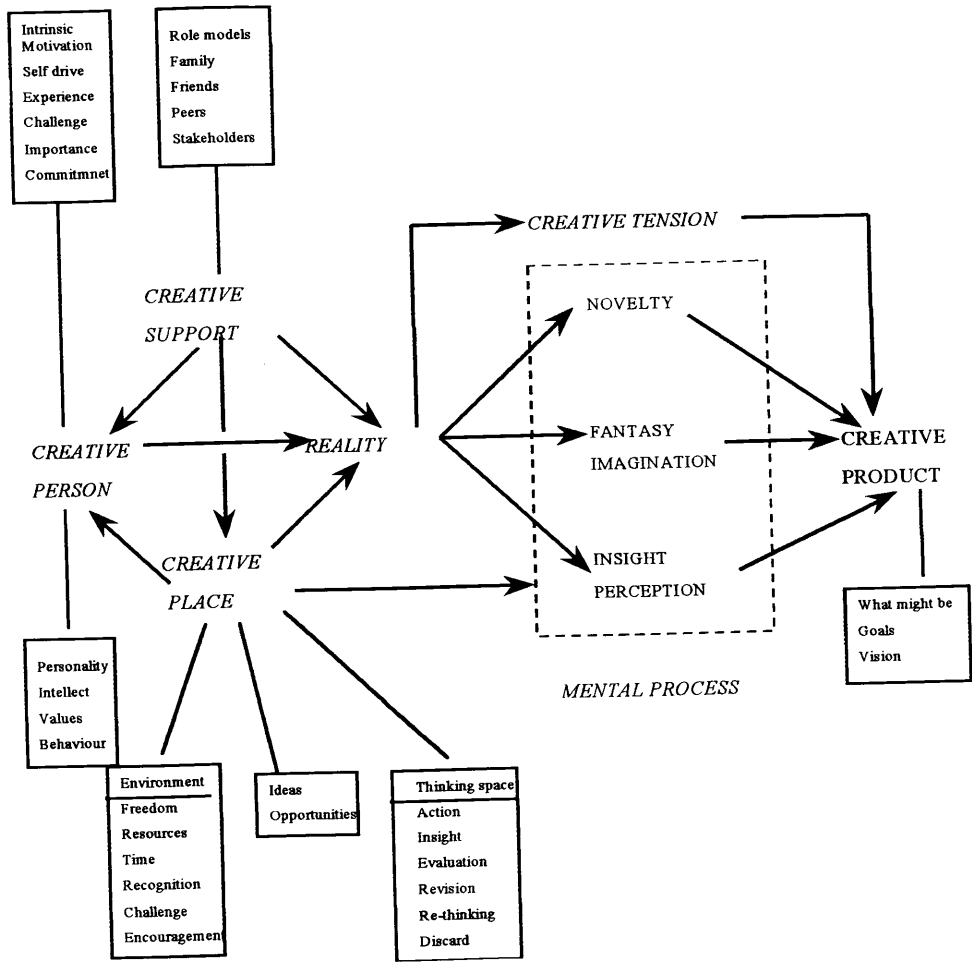 Intrinsic
Motivation
Self drive
Experience
Challenge
Importance
Commitmnet
Role models
Family
Friends
Peers
Stakeholders
CREATIVE TENSION
CREATIVE
SUPPORT
NOVELTY
CREATIVE
PERSON
REALITY
FANTASY
IMAGINATION
CREATIVE
PRODUCT
CREATIVE
PLACE
INSIGHT
PERCEPTION
MENTAL PROCESS
What might be
Goals
Vision
Personality
Intellect
Values
Behaviour
Environment
Freedom
Resources
Time
Recognition
Challenge
Encouragement
Ideas
Opportunities
Thinking space
Action
Insight
Evaluation
Revision
Re-thinking
Discard